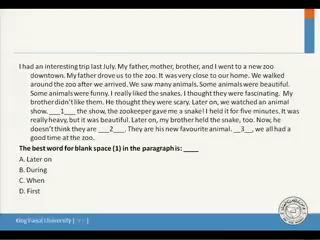 I had an interesting trip last July. My father, mother, brother, and I went to a new zoo
downtown. My father drove us to the zoo. It was very close to our home. We walked
around the zoo after we arrived. We saw many animals. Some animals were beautiful.
Some animals were funny. I really liked the snakes. I thought they were fascinating. My
brother didn't like them. He thought they were scary. Later on, we watched an animal
show. ___1___ the show, the zookeeper gave me a snake! I held it for five minutes. It was
really heavy, but it was beautiful. Later on, my brother held the snake, too. Now, he
doesn't think they are ___2___. They are his new favourite animal. __3__, we all had a
good time at the zoo.
The best word for blank space (1) in the paragraph is: ____
A. Later on
B. During
C. When
D. First
King Faisal University [ ]